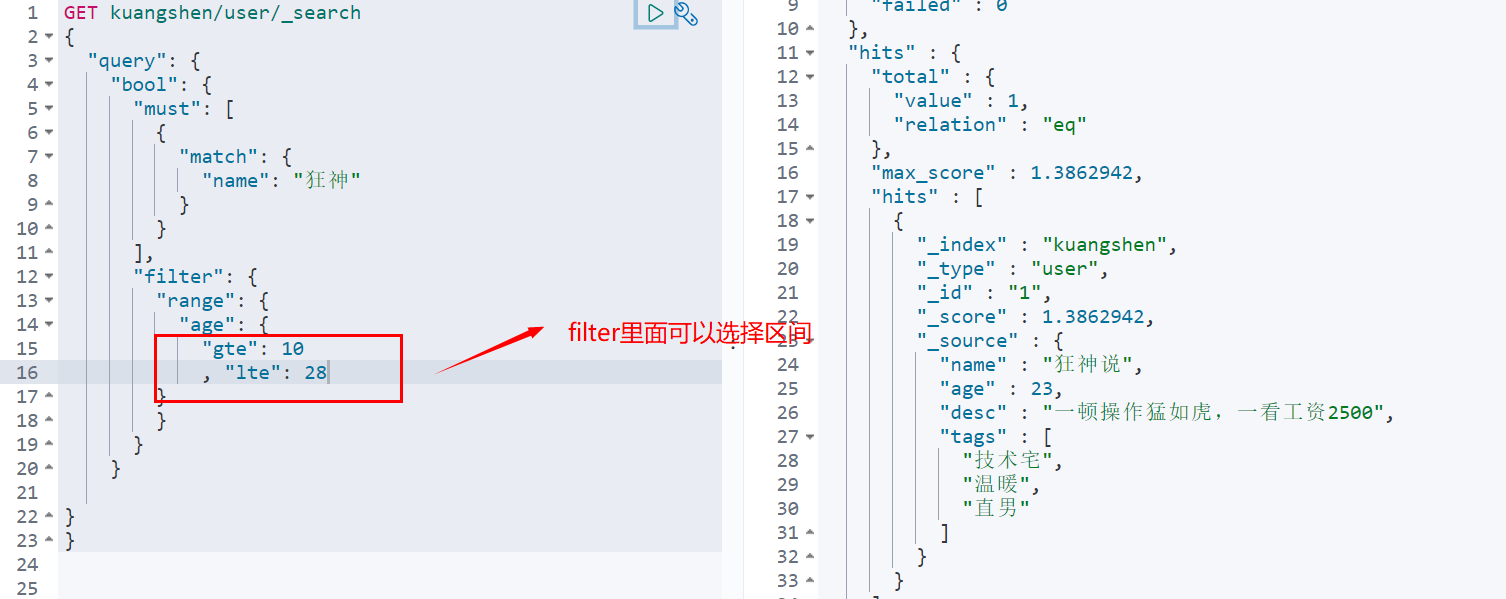 1 GET kuangshen/user/_search
2 {
3 "query": {
4 "bool": {
5 "must": [
6 {
7 "match": {
8 "name": "狂神"
9 }
10 }
11 ],
12 "filter": {
13 "range": {
14 "age": {
15 "gte": 10
16 , "lte": 28
17 }
18 }
19 }
20 }
21
22 }
23 }
24
25
filter里面可以选择区间
9 "failed" : 0
10 },
11 "hits" : {
12 "total" : {
13 "value" : 1,
14 "relation" : "eq"
15 },
16 "max_score" : 1.3862942,
17 "hits" : [
18 {
19 "_index" : "kuangshen",
20 "_type" : "user",
21 "_id" : "1",
22 "_score" : 1.3862942,
23 "_source" : {
24 "name" : "狂神说",
25 "age" : 23,
26 "desc" : "一顿操作猛如虎，一看工资2500",
27 "tags" : [
28 "技术宅",
29 "温暖",
30 "直男"
31 ]
32 }
33 }